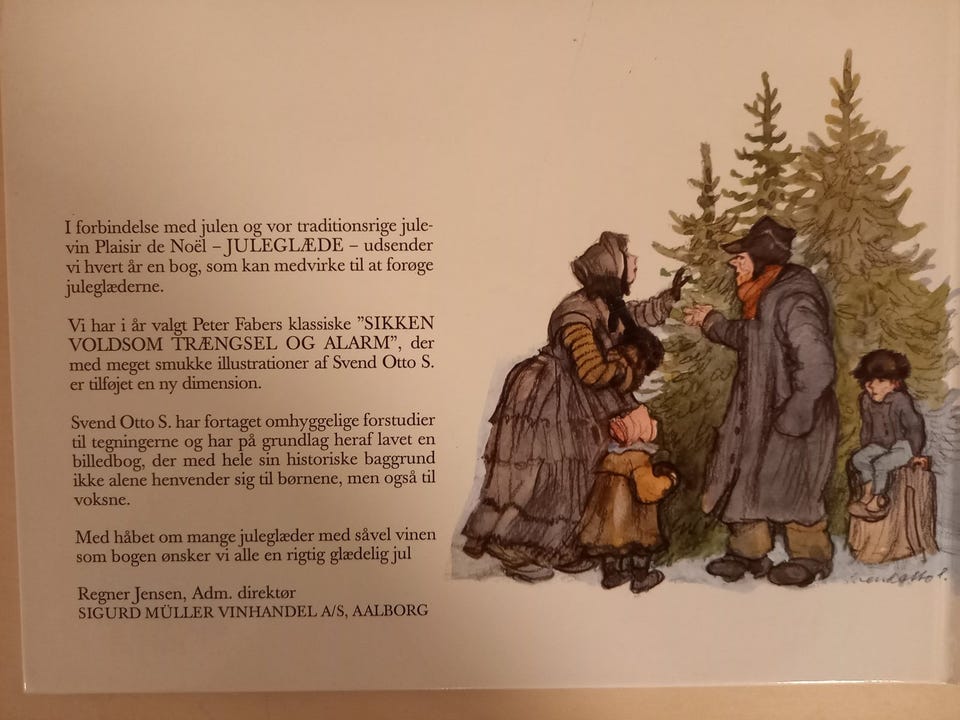 I forbindelse med julen og vor traditionsrige jule-
vin Plaisir de Noël – JULEGLÆDE – udsender
vi hvert år en bog, som kan medvirke til at forøge
juleglæderne.
Vi har i år valgt Peter Fabers klassiske ”SIKKEN
VOLDSOM TRÆNGSEL OG ALARM”, der
med meget smukke illustrationer af Svend Otto S.
er tilføjet en ny dimension.
Svend Otto S. har fortaget omhyggelige forstudier
til tegningerne og har på grundlag heraf lavet en
billedbog, der med hele sin historiske baggrund
ikke alene henvender sig til børnene, men også til
voksne.
Med håbet om mange juleglæder med såvel vinen
som bogen ønsker vi alle en rigtig glædelig jul
Regner Jensen, Adm. direktør
SIGURD MÜLLER VINHANDEL A/S, AALBORG
Svend Otto S.